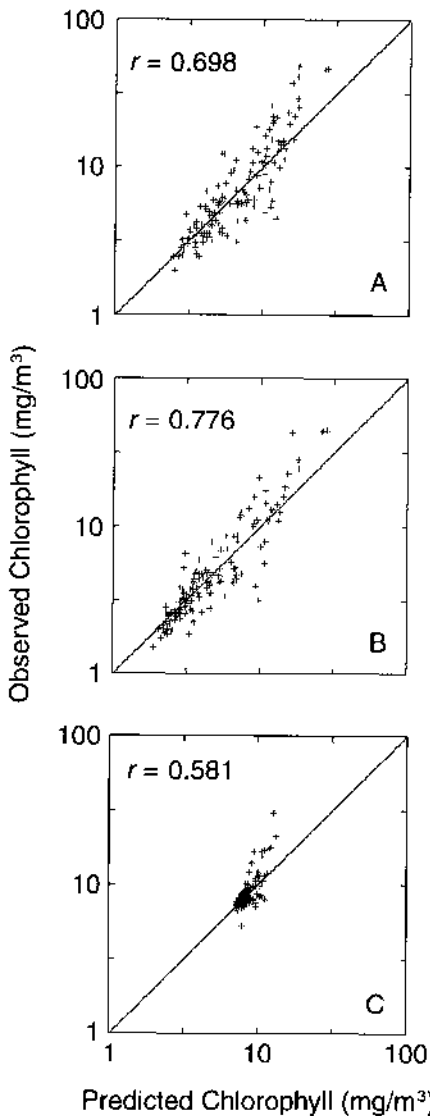 100
r = 0.698
10
A
1
100
r = 0.776
10
B
1
100
r = 0.581
10
C
1
1 10 100
Observed Chlorophyll (mg/m³)
Predicted Chlorophyll (mg/m³)